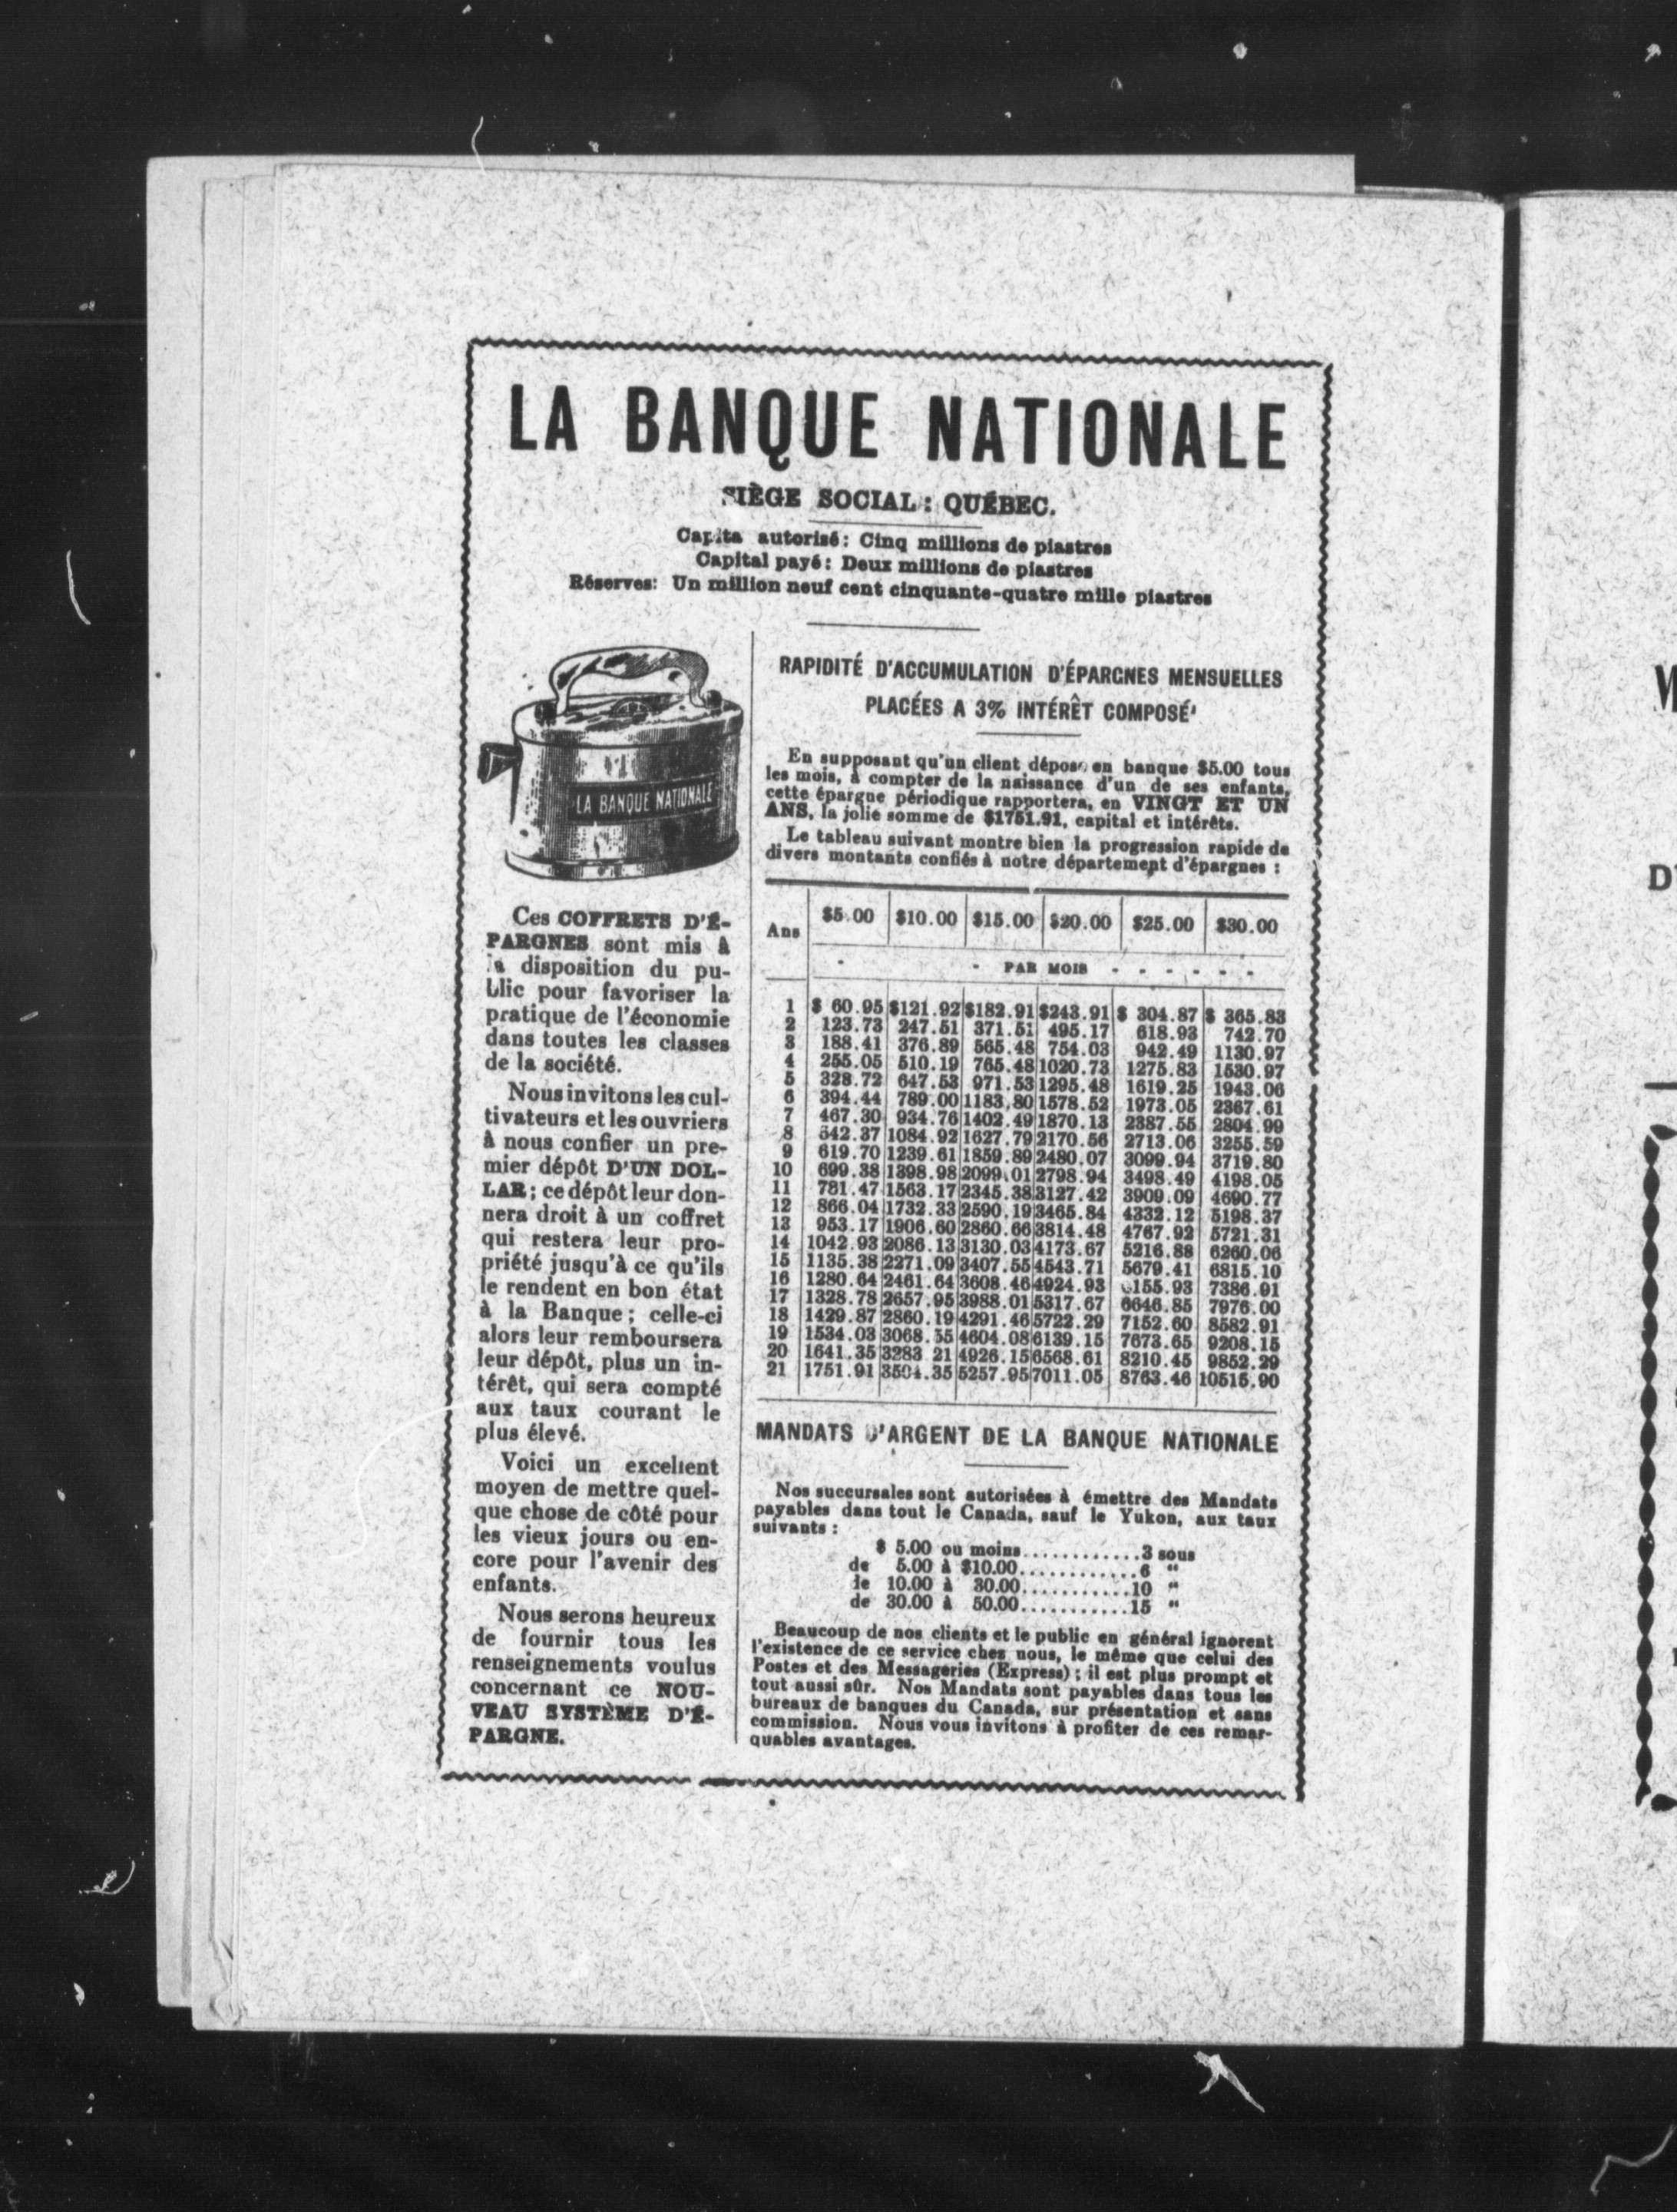 LA BANQUE NATIONALE
SIÈGE SOCIAL : QUÉBEC.
Capita autorisé : Cinq millions de piastres
Capital payé : Deux millions de piastres
Réserves: Un million neuf cent cinquante-quatre mille piastres
LA BANQUE NATIONALE
Ces COFFRETS D'É-
PARGNES sont mis à
la disposition du pu-
blic pour favoriser la
pratique de l'économie
dans toutes les classes
de la société.
Nous invitons les cul-
tivateurs et les ouvriers
à nous confier un pre-
mier dépôt D'UN DOL-
LAR ; ce dépôt leur don-
nera droit à un coffret
qui restera leur pro-
priété jusqu'à ce qu'ils
le rendent en bon état
à la Banque ; celle-ci
alors leur remboursera
leur dépôt, plus un in-
térêt, qui sera compté
aux taux courant le
plus élevé.
Voici un excellent
moyen de mettre quel-
que chose de côté pour
les vieux jours ou en-
core pour l'avenir des
enfants.
Nous serons heureux
de fournir tous les
renseignements voulus
concernant ce NOU-
VEAU SYSTÈME D'É-
PARGNE.
RAPIDITÉ D'ACCUMULATION D'ÉPARGNES MENSUELLES
PLACÉES A 3% INTÉRÊT COMPOSÉ
En supposant qu'un client dépose en banque $5.00 tous
les mois, à compter de la naissance d'un de ses enfants,
cette épargne périodique rapportera, en VINGT ET UN
ANS, la jolie somme de $1751.91, capital et intérêts.
Le tableau suivant montre bien la progression rapide de
divers montants confiés à notre département d'épargnes :
Ans $5.00 $10.00 $15.00 $20.00 $25.00 $30.00
- - PAR MOIS - - - - - -
1 $ 60.95 $121.92 $182.91 $243.91 $ 304.87 $ 365.83
2 123.73 247.51 371.51 495.17 618.93 742.70
3 188.41 376.89 565.48 754.03 942.49 1130.97
4 255.05 510.19 765.48 1020.73 1275.83 1530.97
5 328.72 647.53 971.53 1295.48 1619.25 1943.06
6 394.44 789.00 1183.80 1578.52 1973.05 2367.61
7 467.30 934.76 1402.49 1870.13 2387.55 2804.99
8 542.37 1084.92 1627.79 2170.56 2713.06 3255.59
9 619.70 1239.61 1859.89 2480.07 3099.94 3719.80
10 699.38 1398.98 2099.01 2798.94 3498.49 4198.05
11 781.47 1563.17 2345.38 3127.42 3909.09 4690.77
12 866.04 1732.33 2590.19 3465.84 4332.12 5198.37
13 953.17 1906.60 2860.66 3814.48 4767.92 5721.31
14 1042.93 2086.13 3130.03 4173.67 5216.88 6260.06
15 1135.38 2271.09 3407.55 4543.71 5679.41 6815.10
16 1280.64 2461.64 3608.46 4924.93 6155.93 7386.91
17 1328.78 2657.95 3988.01 5317.67 6646.85 7976.00
18 1429.87 2860.19 4291.46 5722.29 7152.60 8582.91
19 1534.03 3068.55 4604.08 6139.15 7673.65 9208.15
20 1641.35 3283.21 4926.15 6568.61 8210.45 9852.29
21 1751.91 3504.35 5257.95 7011.05 8763.46 10515.90
MANDATS D'ARGENT DE LA BANQUE NATIONALE
Nos succursales sont autorisées à émettre des Mandats
payables dans tout le Canada, sauf le Yukon, aux taux
suivants :
$ 5.00 ou moins............3 sous
de 5.00 à $10.00............6 "
de 10.00 à 30.00...........10 "
de 30.00 à 50.00...........15 "
Beaucoup de nos clients et le public en général ignorent
l'existence de ce service chez nous, le même que celui des
Postes et des Messageries (Express) ; il est plus prompt et
tout aussi sûr. Nos Mandats sont payables dans tous les
bureaux de banques du Canada, sur présentation et sans
commission. Nous vous invitons à profiter de ces remar-
quables avantages.